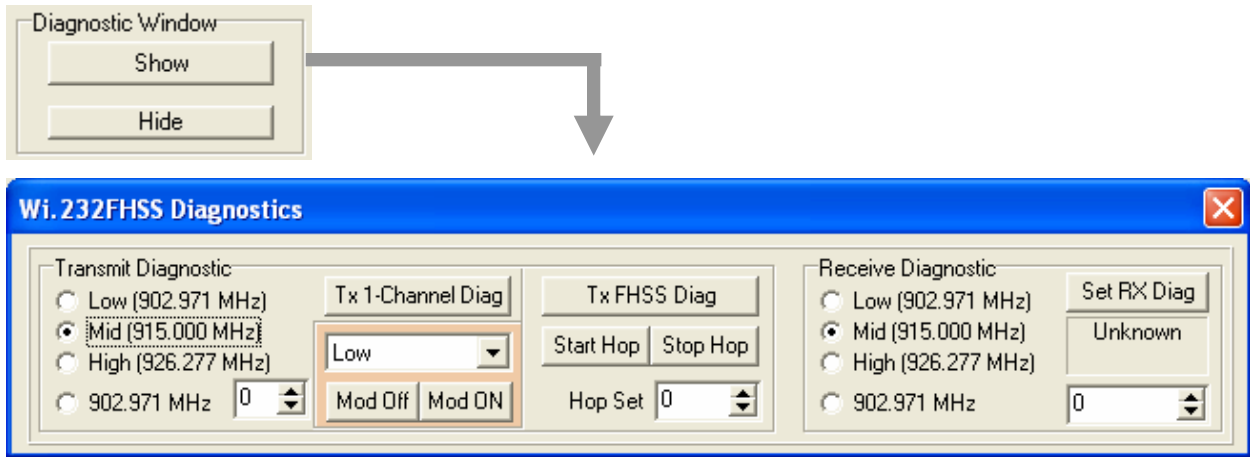 Diagnostic Window
Show
Hide
Wi.232FHSS Diagnostics
Transmit Diagnostic
Low (902.971 MHz)
Mid (915.000 MHz)
High (926.277 MHz)
902.971 MHz
0
Tx 1-Channel Diag
Low
Mod Off
Mod ON
Tx FHSS Diag
Start Hop
Stop Hop
Hop Set
0
Receive Diagnostic
Low (902.971 MHz)
Mid (915.000 MHz)
High (926.277 MHz)
902.971 MHz
Set RX Diag
Unknown
0